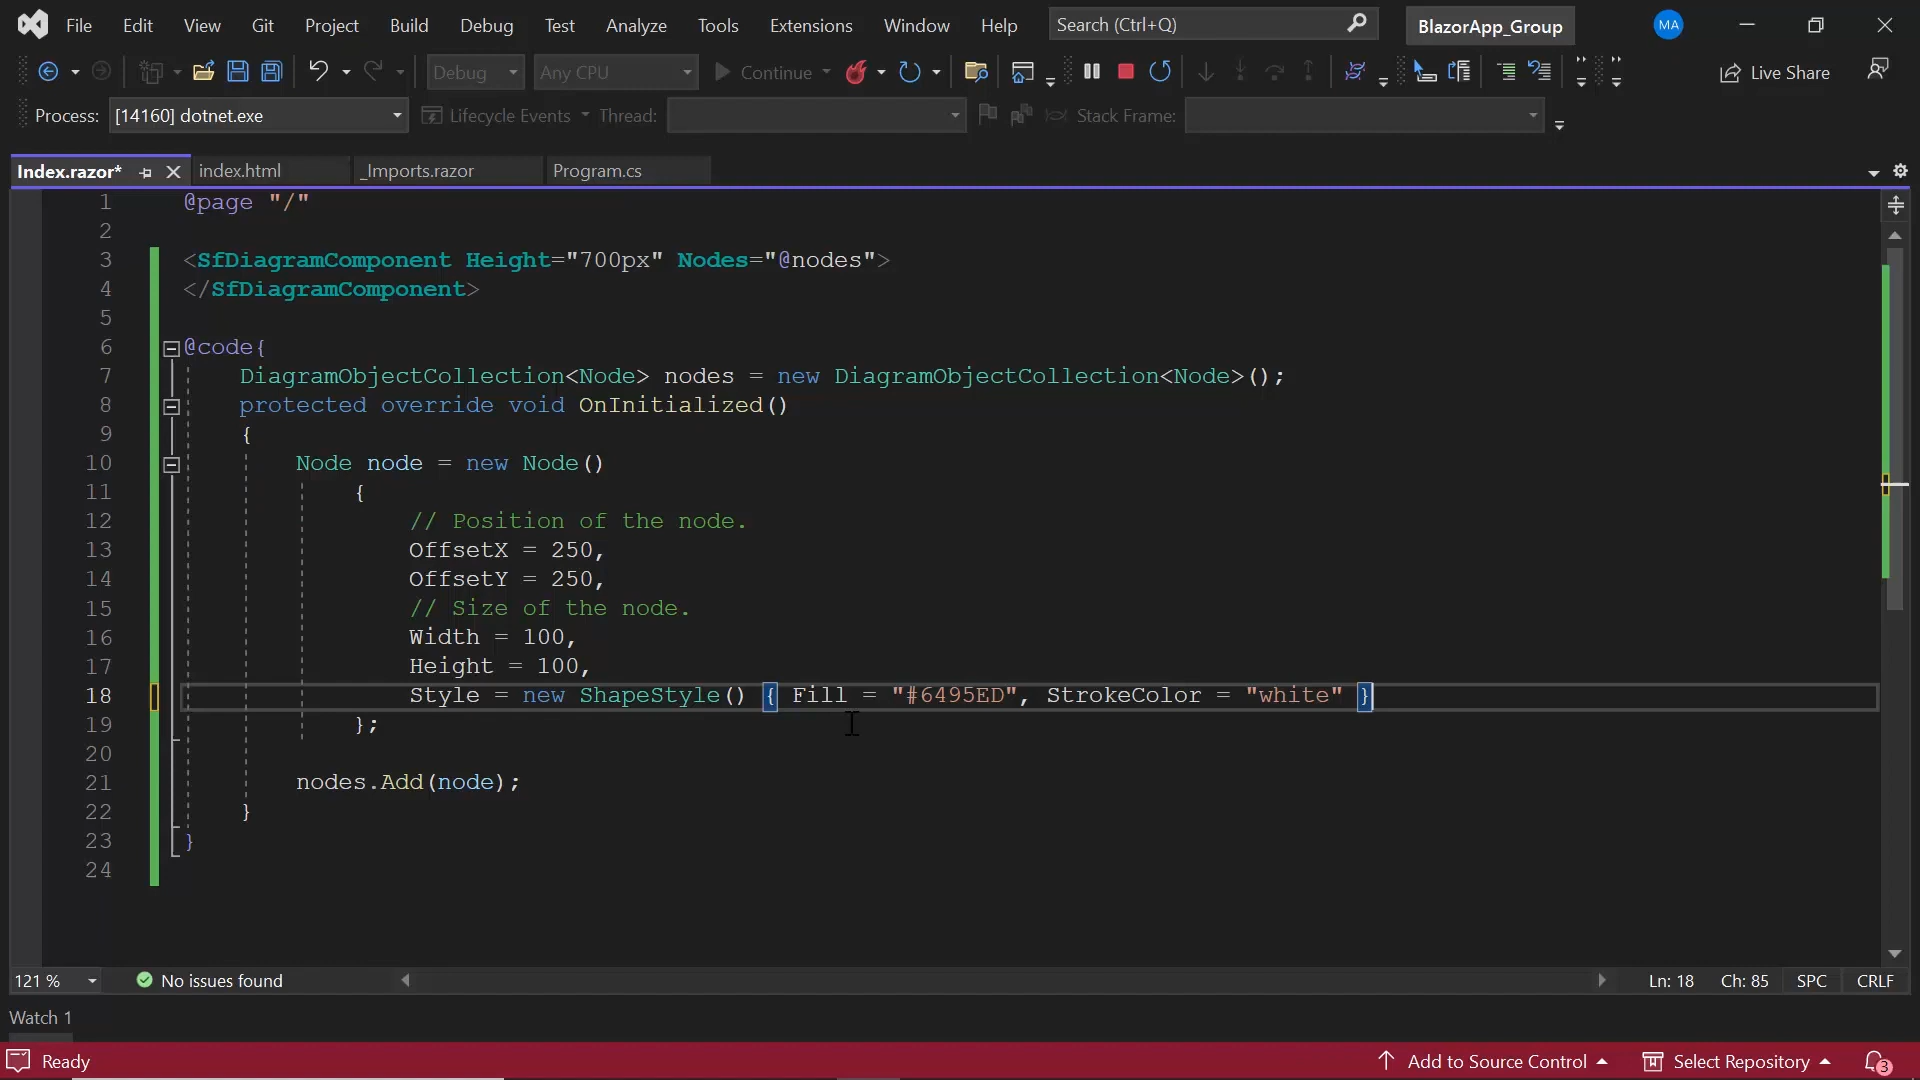 File Edit View Git Project Build Debug Test Analyze Tools Extensions Window Help Search (Ctrl+Q) BlazorApp_Group MA
Debug Any CPU Continue Live Share
Process: [14160] dotnet.exe Lifecycle Events Thread: Stack Frame:
Index.razor* index.html _Imports.razor Program.cs
1 @page "/"
2
3 <SfDiagramComponent Height="700px" Nodes="@nodes">
4 </SfDiagramComponent>
5
6 @code{
7 DiagramObjectCollection<Node> nodes = new DiagramObjectCollection<Node>();
8 protected override void OnInitialized()
9 {
10 Node node = new Node()
11 {
12 // Position of the node.
13 OffsetX = 250,
14 OffsetY = 250,
15 // Size of the node.
16 Width = 100,
17 Height = 100,
18 Style = new ShapeStyle() { Fill = "#6495ED", StrokeColor = "white" }
19 };
20
21 nodes.Add(node);
22 }
23 }
24
121 % No issues found Ln: 18 Ch: 85 SPC CRLF
Watch 1
Ready Add to Source Control Select Repository 3